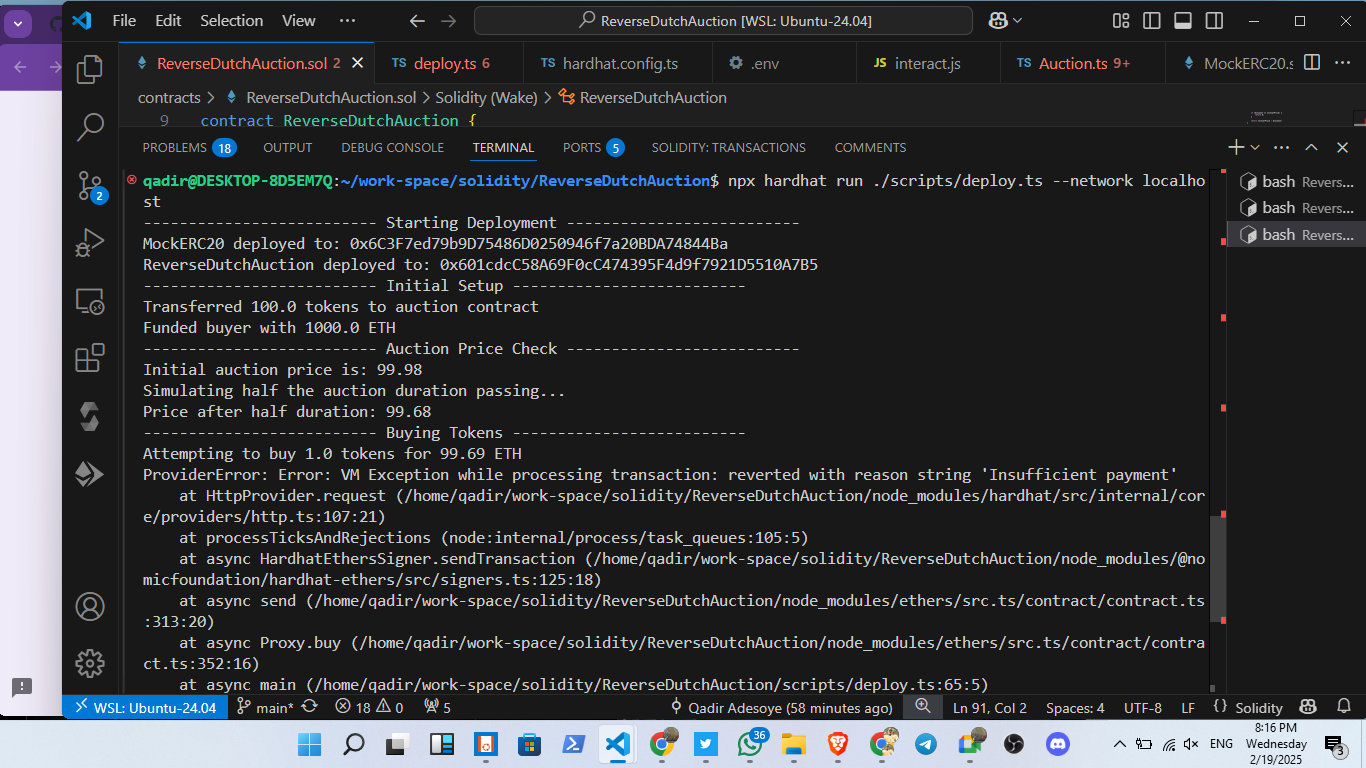 File Edit Selection View ··· ReverseDutchAuction [WSL: Ubuntu-24.04]
ReverseDutchAuction.sol 2 TS deploy.ts 6 TS hardhat.config.ts .env JS interact.js TS Auction.ts 9+ MockERC20.s ···
contracts > ReverseDutchAuction.sol > Solidity (Wake) > ReverseDutchAuction
9 contract ReverseDutchAuction {
PROBLEMS 18 OUTPUT DEBUG CONSOLE TERMINAL PORTS 5 SOLIDITY: TRANSACTIONS COMMENTS
qadir@DESKTOP-8D5EM7Q:~/work-space/solidity/ReverseDutchAuction$ npx hardhat run ./scripts/deploy.ts --network localho
st
-------------------------- Starting Deployment --------------------------
MockERC20 deployed to: 0x6C3F7ed79b9D75486D0250946f7a20BDA74844Ba
ReverseDutchAuction deployed to: 0x601cdcC58A69F0cC474395F4d9f7921D5510A7B5
-------------------------- Initial Setup --------------------------
Transferred 100.0 tokens to auction contract
Funded buyer with 1000.0 ETH
-------------------------- Auction Price Check --------------------------
Initial auction price is: 99.98
Simulating half the auction duration passing...
Price after half duration: 99.68
-------------------------- Buying Tokens --------------------------
Attempting to buy 1.0 tokens for 99.69 ETH
ProviderError: Error: VM Exception while processing transaction: reverted with reason string 'Insufficient payment'
at HttpProvider.request (/home/qadir/work-space/solidity/ReverseDutchAuction/node_modules/hardhat/src/internal/cor
e/providers/http.ts:107:21)
at processTicksAndRejections (node:internal/process/task_queues:105:5)
at async HardhatEthersSigner.sendTransaction (/home/qadir/work-space/solidity/ReverseDutchAuction/node_modules/@no
micfoundation/hardhat-ethers/src/signers.ts:125:18)
at async send (/home/qadir/work-space/solidity/ReverseDutchAuction/node_modules/ethers/src.ts/contract/contract.ts
:313:20)
at async Proxy.buy (/home/qadir/work-space/solidity/ReverseDutchAuction/node_modules/ethers/src.ts/contract/contra
ct.ts:352:16)
at async main (/home/qadir/work-space/solidity/ReverseDutchAuction/scripts/deploy.ts:65:5)
bash Revers...
bash Revers...
bash Revers...
2
WSL: Ubuntu-24.04 main* 18 0 5 Qadir Adesoye (58 minutes ago) Ln 91, Col 2 Spaces: 4 UTF-8 LF {} Solidity
36 ENG 8:16 PM
Wednesday
2/19/2025
3